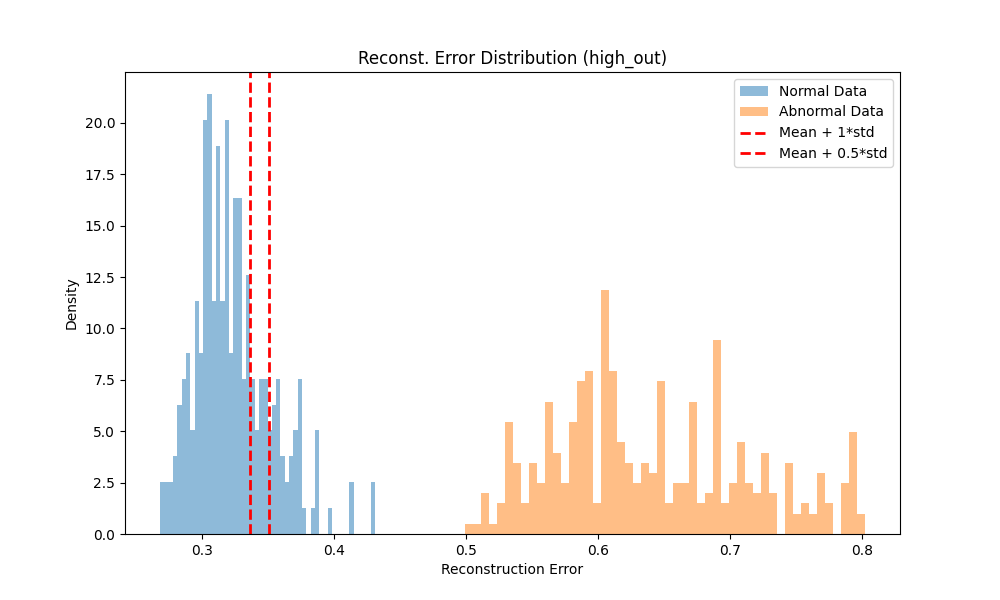 Reconst. Error Distribution (high_out)
Normal Data
Abnormal Data
Mean + 1*std
Mean + 0.5*std
Density
20.0
17.5
15.0
12.5
10.0
7.5
5.0
2.5
0.0
0.3 0.4 0.5 0.6 0.7 0.8
Reconstruction Error